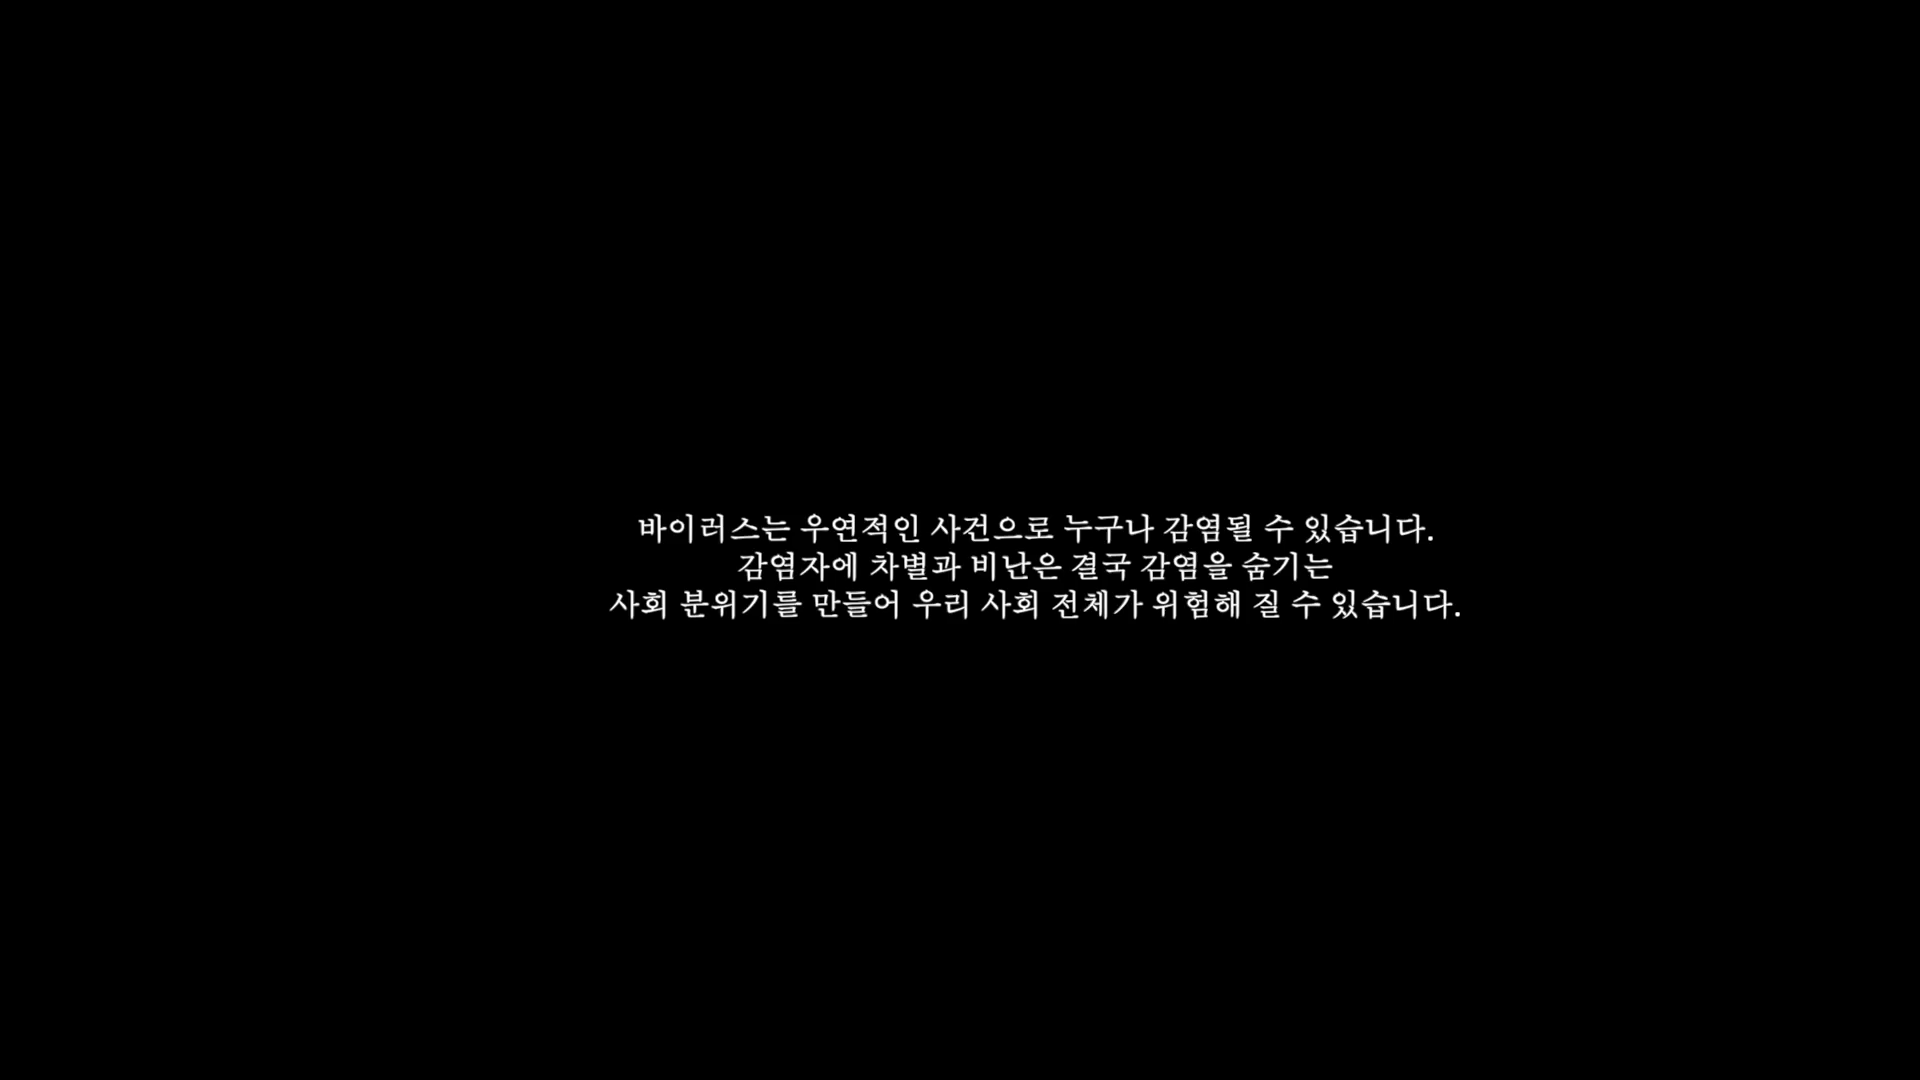 바이러스는 우연적인 사건으로 누구나 감염될 수 있습니다.
감염자에 차별과 비난은 결국 감염을 숨기는
사회 분위기를 만들어 우리 사회 전체가 위험해 질 수 있습니다.